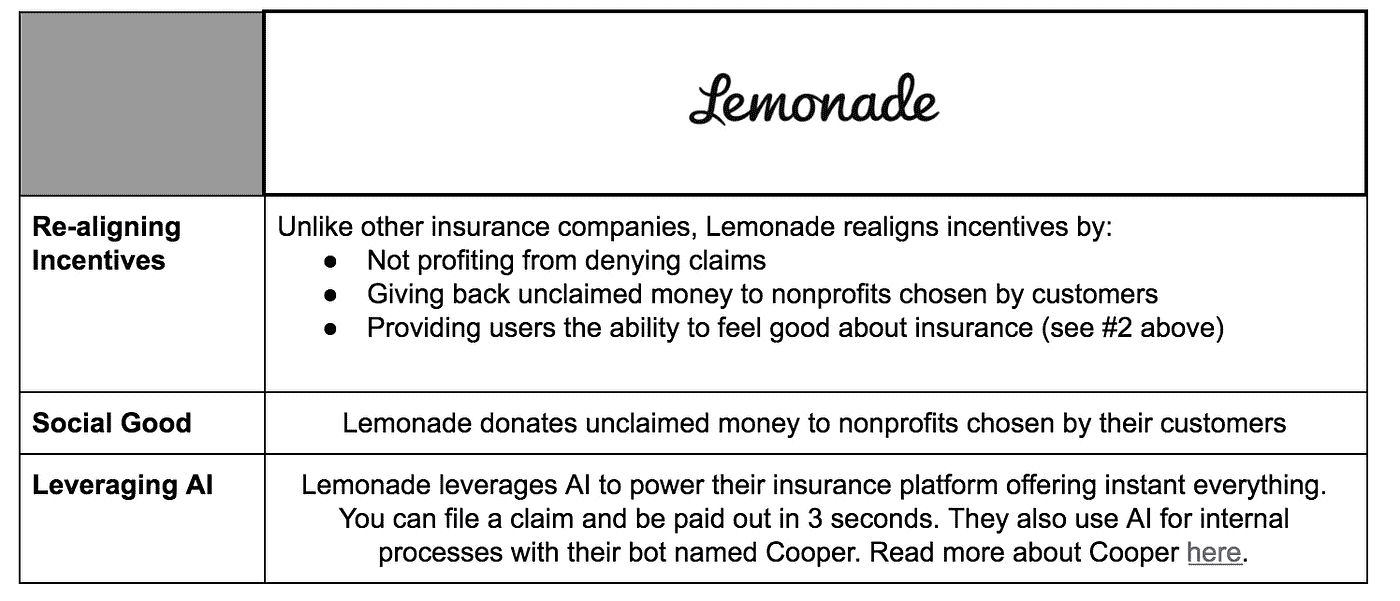 Lemonade
Re-aligning
Incentives
Unlike other insurance companies, Lemonade realigns incentives by:
● Not profiting from denying claims
● Giving back unclaimed money to nonprofits chosen by customers
● Providing users the ability to feel good about insurance (see #2 above)
Social Good
Lemonade donates unclaimed money to nonprofits chosen by their customers
Leveraging AI
Lemonade leverages AI to power their insurance platform offering instant everything.
You can file a claim and be paid out in 3 seconds. They also use AI for internal
processes with their bot named Cooper. Read more about Cooper here.